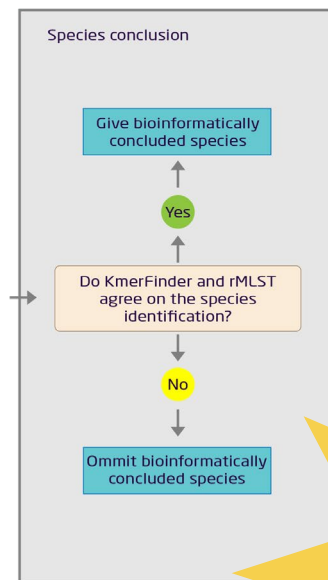 Species conclusion
Give bioinformatically
concluded species
Yes
Do KmerFinder and rMLST
agree on the species
identification?
No
Ommit bioinformatically
concluded species